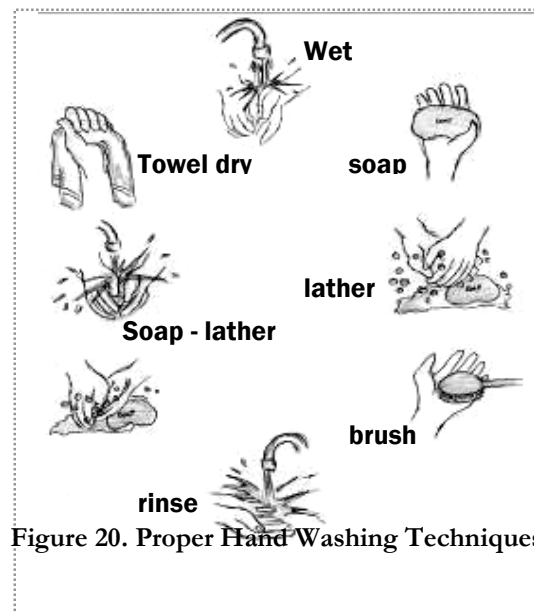 Wet
Towel dry
soap
lather
Soap - lather
brush
rinse
Figure 20. Proper Hand Washing Techniques